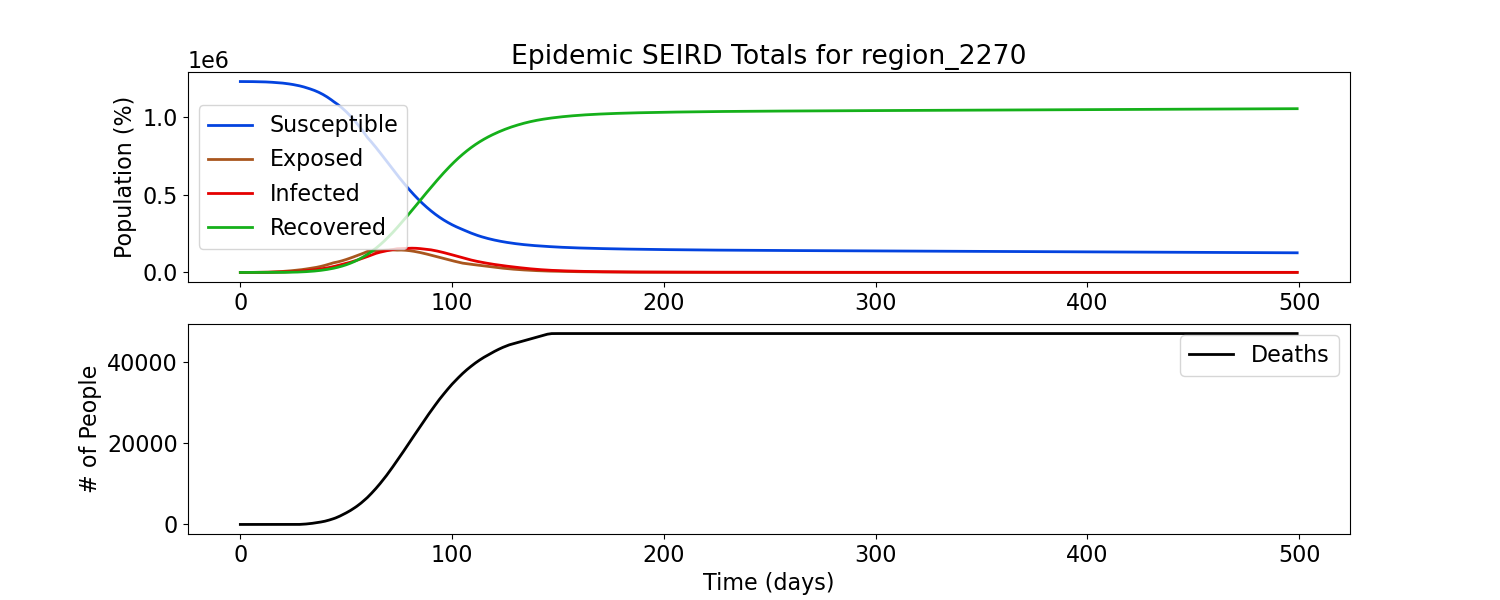 Epidemic SEIRD Totals for region_2270
1e6
Population (%)
1.0
0.5
0.0
Susceptible
Exposed
Infected
Recovered
0 100 200 300 400 500
# of People
40000
20000
0
Deaths
0 100 200 300 400 500
Time (days)